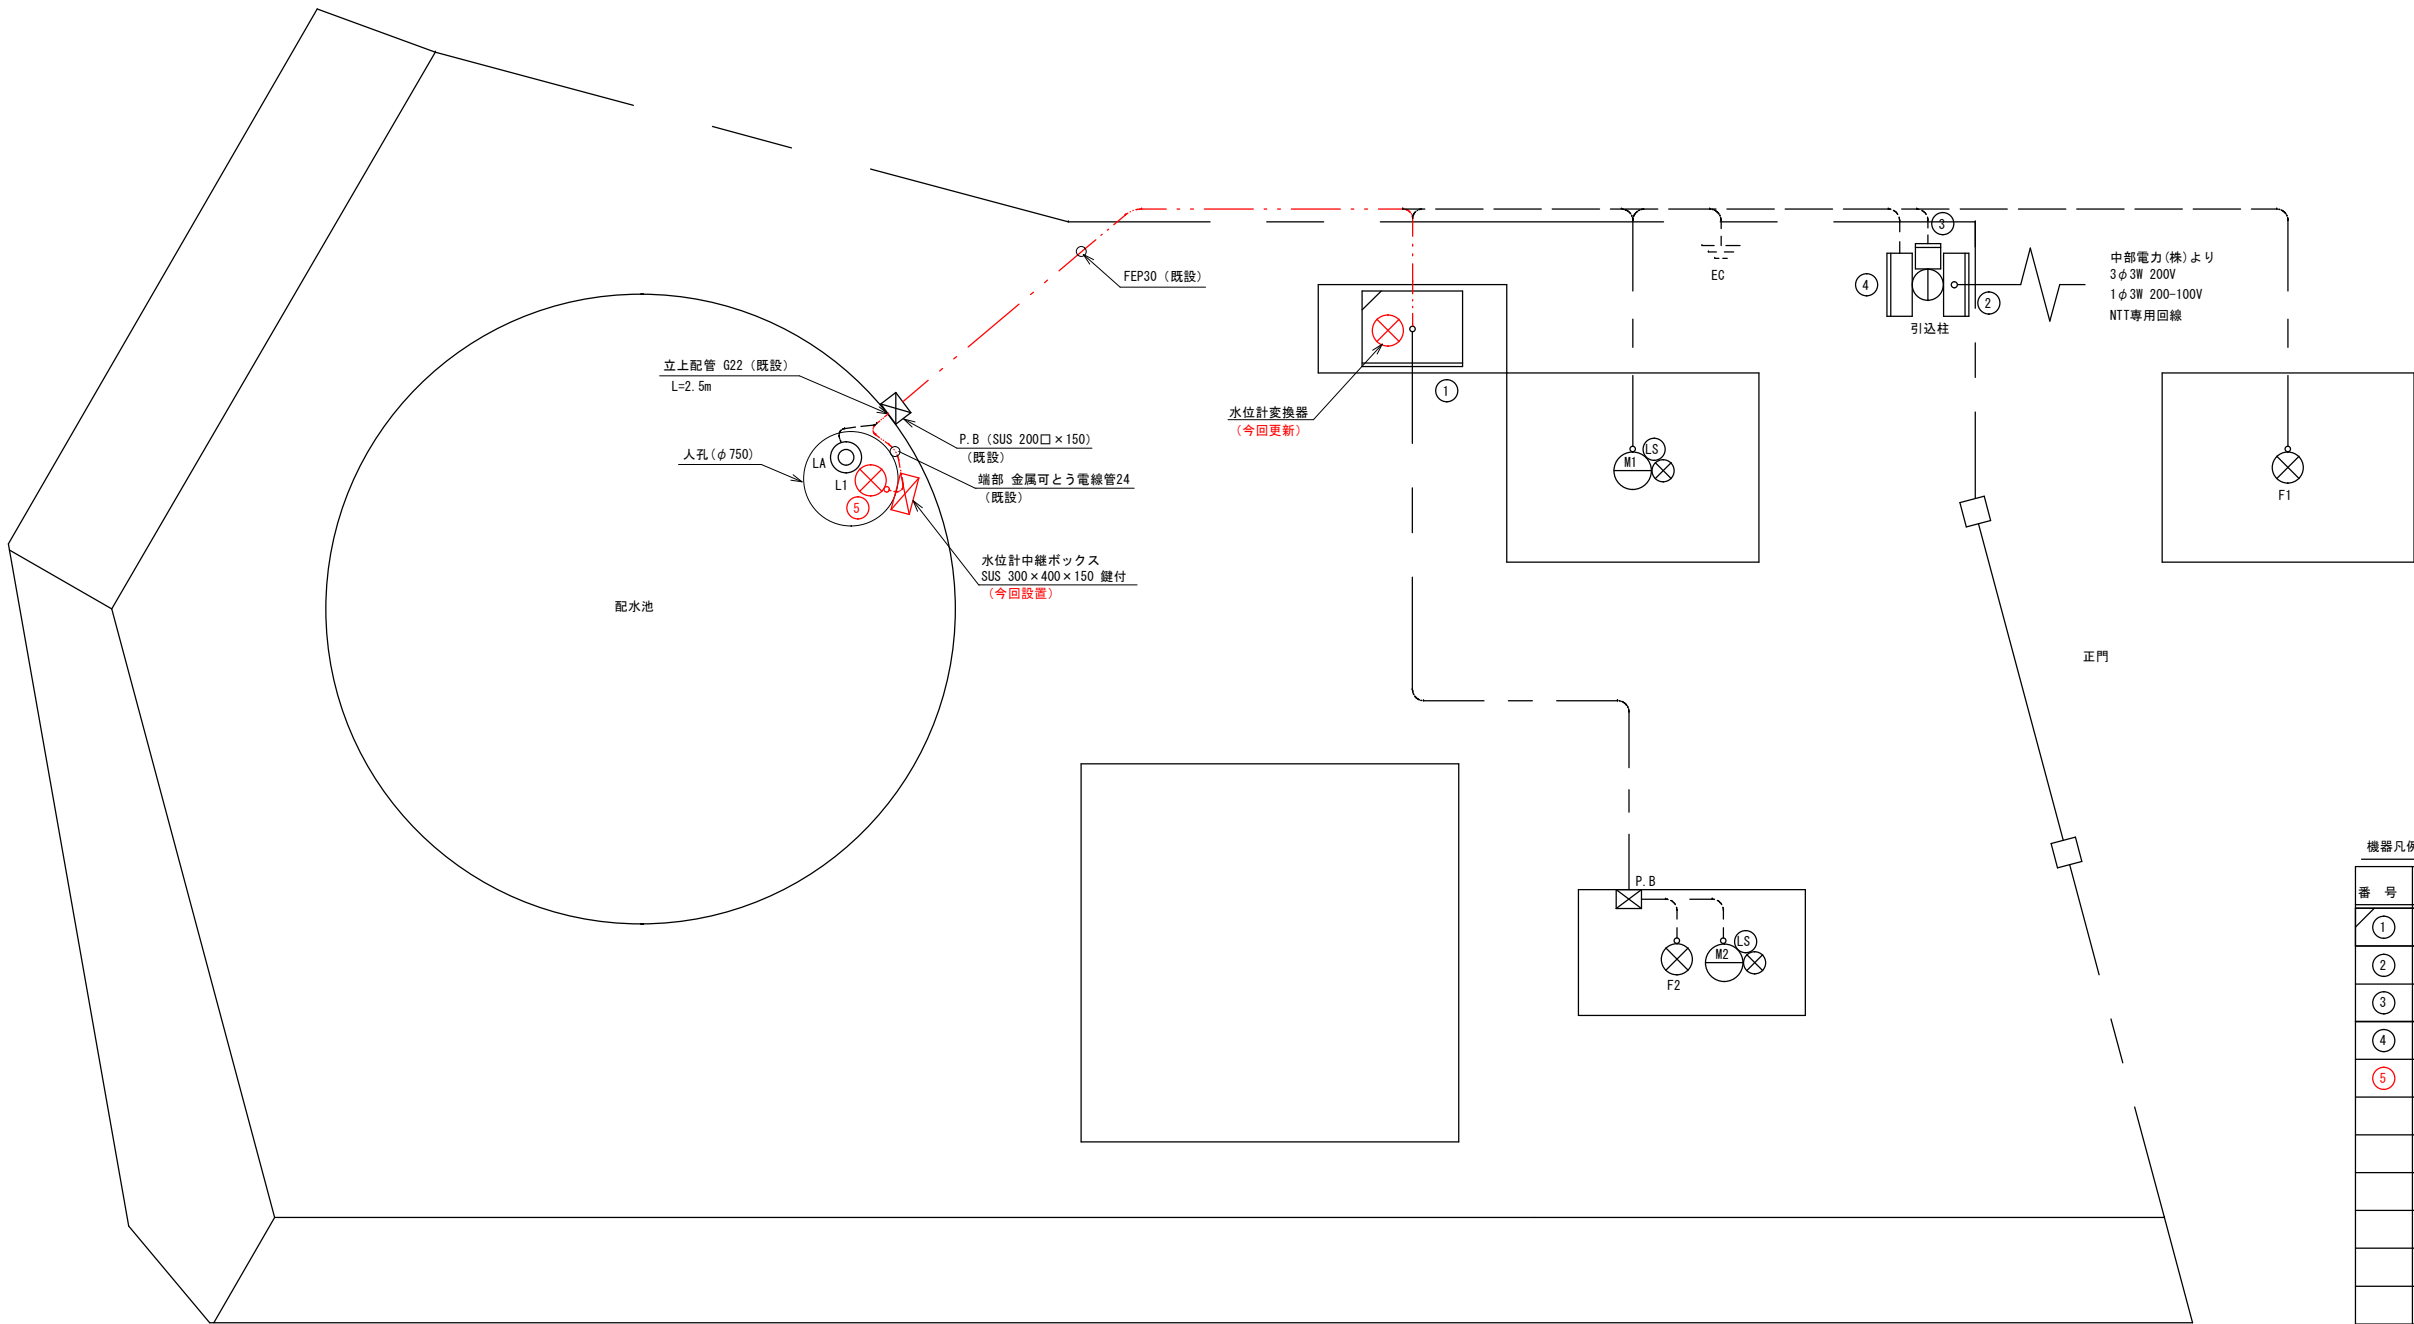 FEP30 (既設)
EC
③
④
②
引込柱
中部電力(株)より
3φ3W 200V
1φ3W 200-100V
NTT専用回線
立上配管 G22 (既設)
L=2.5m
水位計変換器
(今回更新)
①
P.B (SUS 200□×150)
(既設)
人孔(φ750)
LA
L1
⑤
端部 金属可とう電線管24
(既設)
M1
LS
F1
水位計中継ボックス
SUS 300×400×150 鍵付
(今回設置)
配水池
正門
P.B
F2
M2
LS
機器凡例
番 号
①
②
③
④
⑤